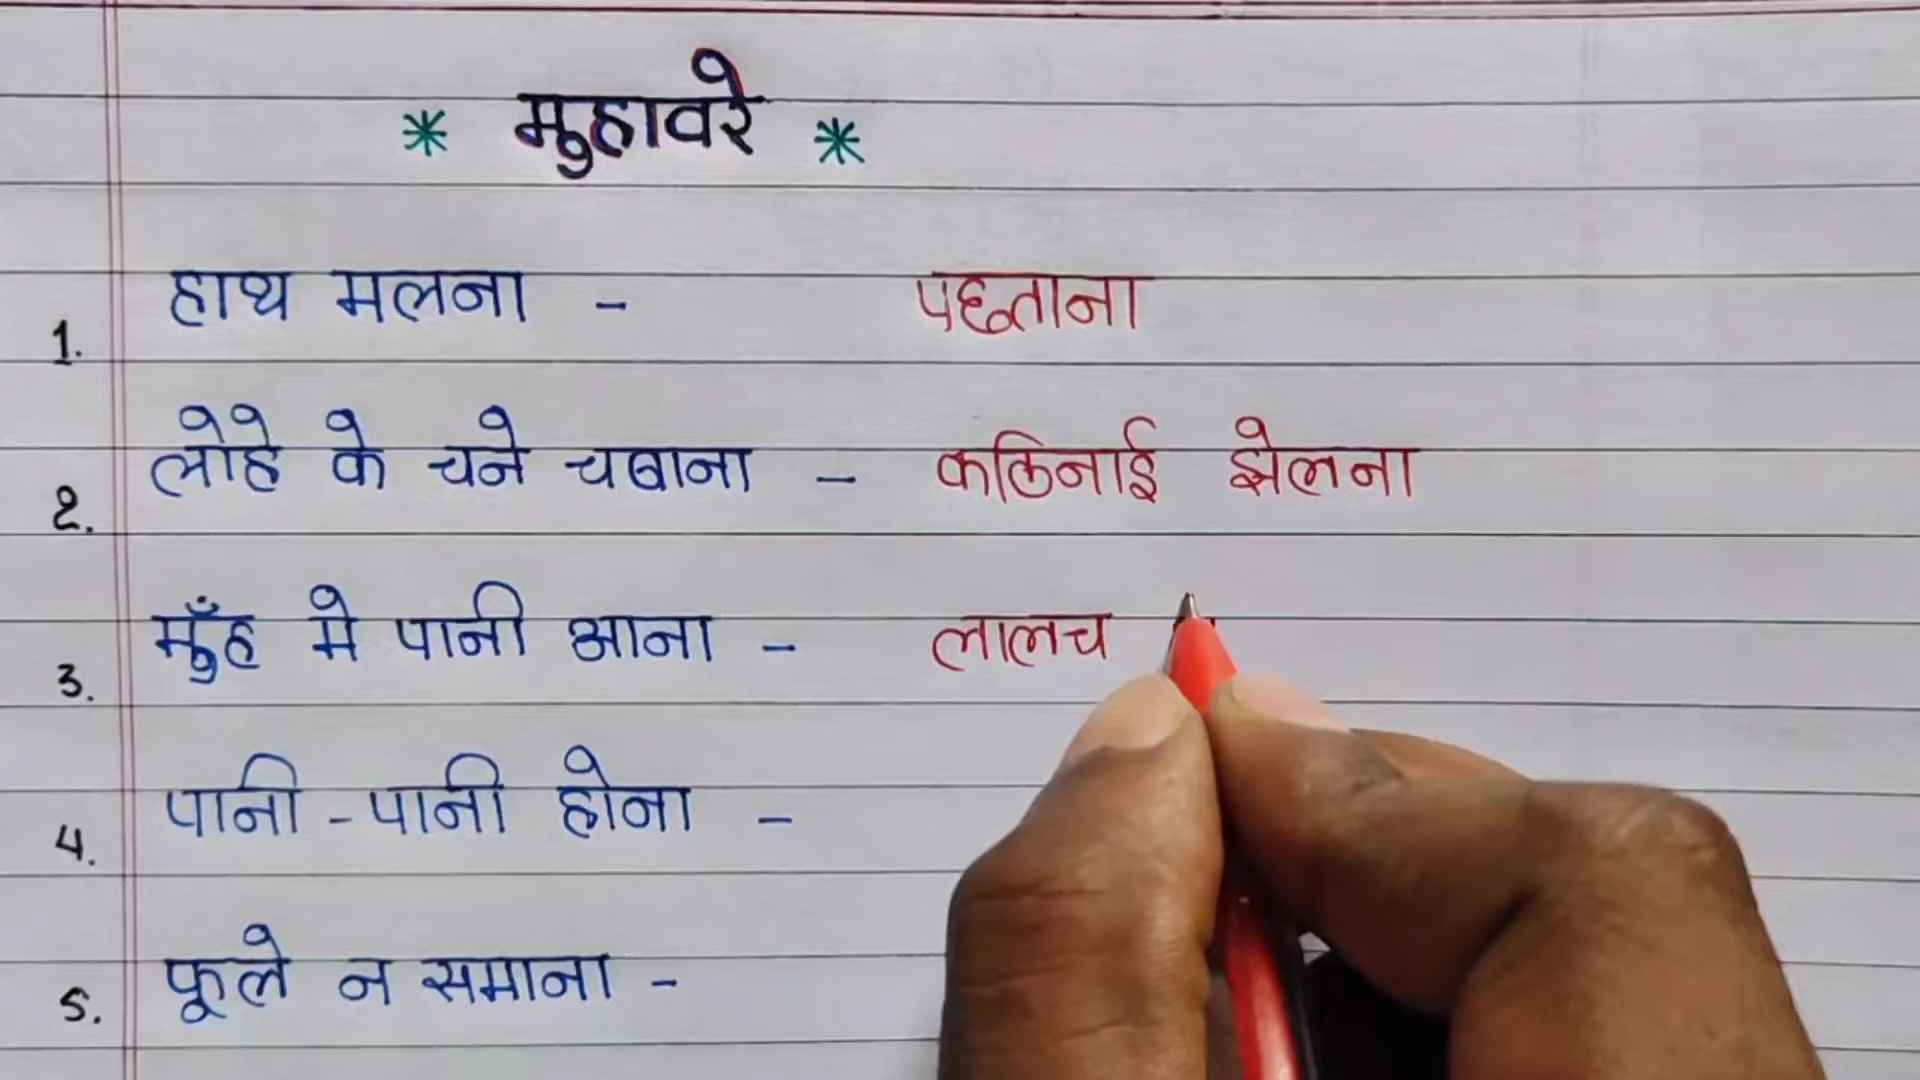 * मुहावरे *
1. हाथ मलना - पछताना
2. लोहे के चने चबाना - कठिनाई झेलना
3. मुँह मे पानी आना - लालच
4. पानी - पानी होना -
5. फूले न समाना -